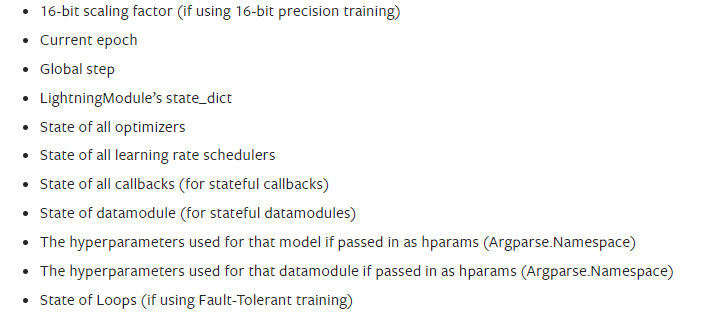 • 16-bit scaling factor (if using 16-bit precision training)
• Current epoch
• Global step
• LightningModule’s state_dict
• State of all optimizers
• State of all learning rate schedulers
• State of all callbacks (for stateful callbacks)
• State of datamodule (for stateful datamodules)
• The hyperparameters used for that model if passed in as hparams (Argparse.Namespace)
• The hyperparameters used for that datamodule if passed in as hparams (Argparse.Namespace)
• State of Loops (if using Fault-Tolerant training)